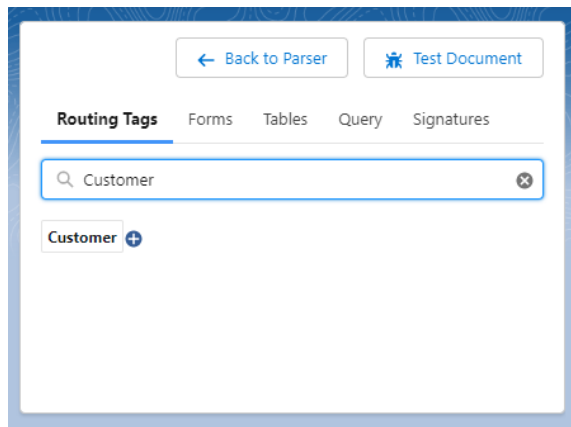 Back to Parser
Test Document
Routing Tags
Forms
Tables
Query
Signatures
Customer
Customer